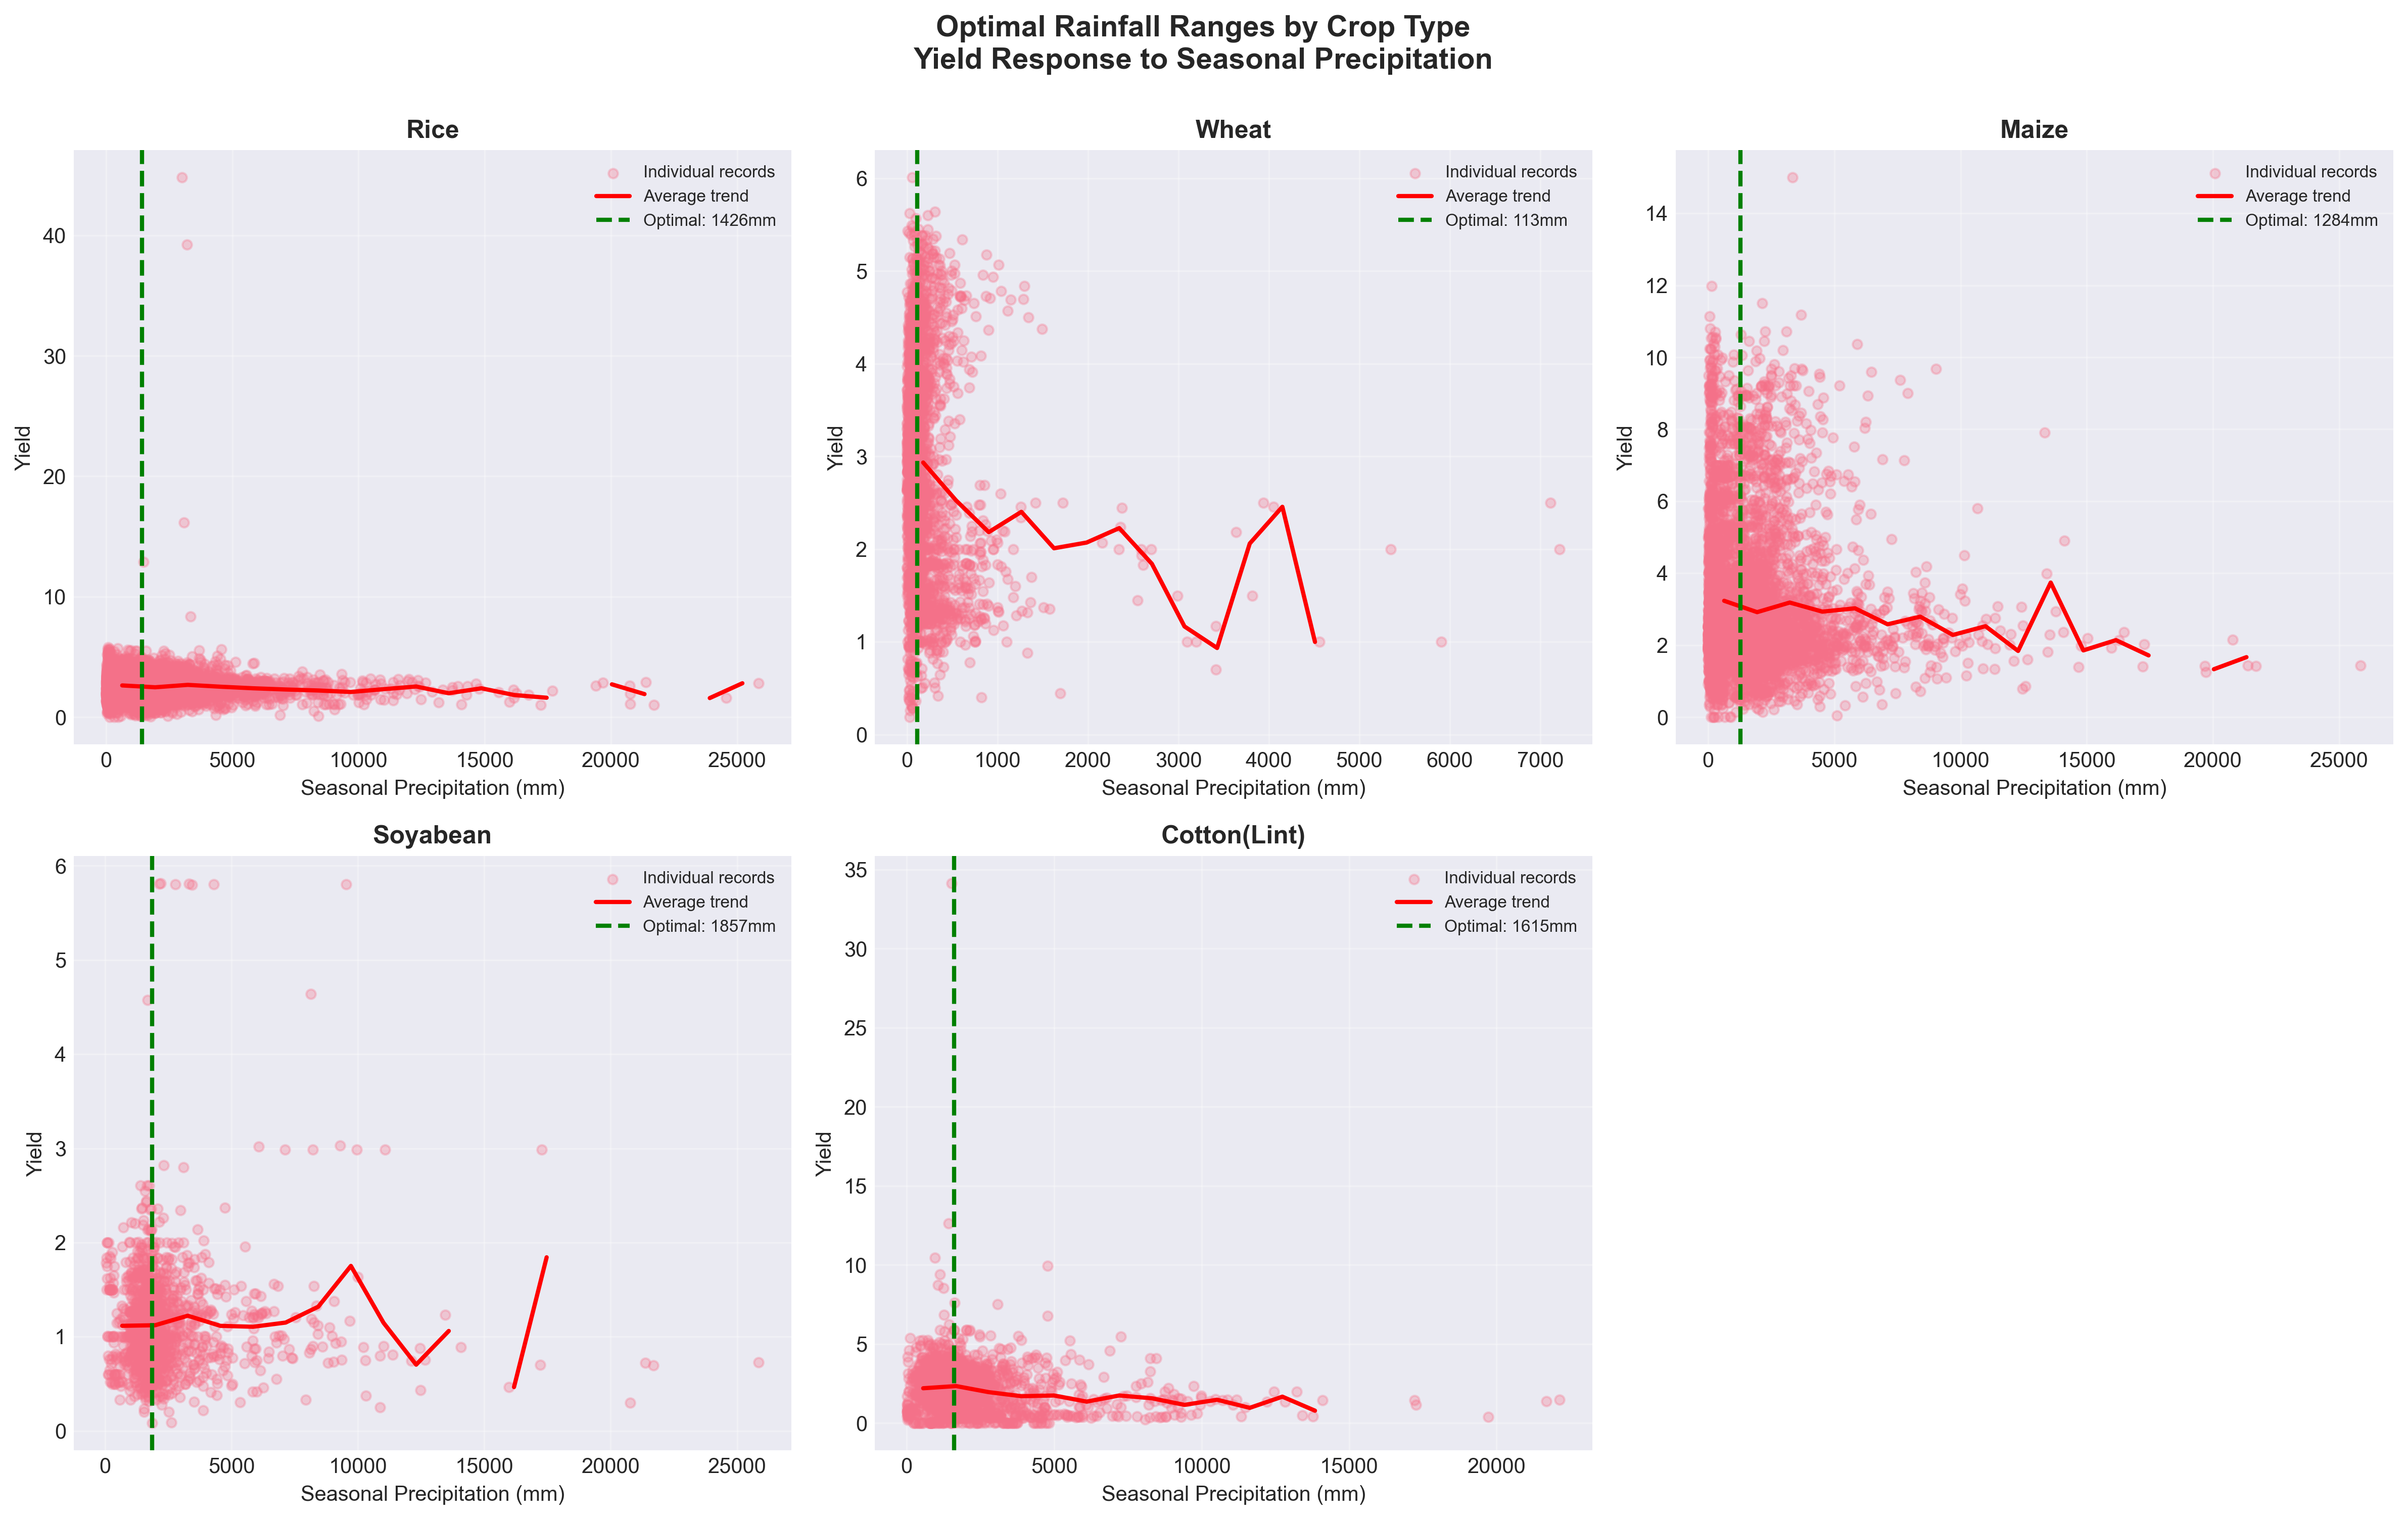 Optimal Rainfall Ranges by Crop Type
Yield Response to Seasonal Precipitation
Rice
Individual records
Average trend
Optimal: 1426mm
Yield
40
30
20
10
0
0 5000 10000 15000 20000 25000
Seasonal Precipitation (mm)
Wheat
Individual records
Average trend
Optimal: 113mm
Yield
6
5
4
3
2
1
0
0 1000 2000 3000 4000 5000 6000 7000
Seasonal Precipitation (mm)
Maize
Individual records
Average trend
Optimal: 1284mm
Yield
14
12
10
8
6
4
2
0
0 5000 10000 15000 20000 25000
Seasonal Precipitation (mm)
Soyabean
Individual records
Average trend
Optimal: 1857mm
Yield
6
5
4
3
2
1
0
0 5000 10000 15000 20000 25000
Seasonal Precipitation (mm)
Cotton(Lint)
Individual records
Average trend
Optimal: 1615mm
Yield
35
30
25
20
15
10
5
0
0 5000 10000 15000 20000
Seasonal Precipitation (mm)